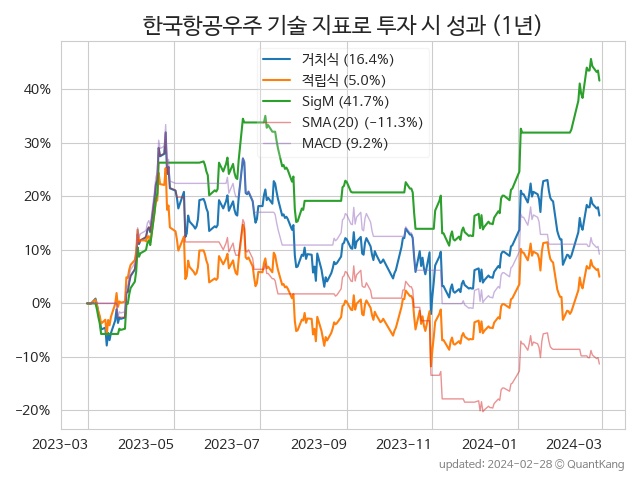 한국항공우주 기술 지표로 투자 시 성과 (1년)
거치식 (16.4%)
적립식 (5.0%)
SigM (41.7%)
SMA(20) (−11.3%)
MACD (9.2%)
40%
30%
20%
10%
0%
−10%
−20%
2023-03 2023-05 2023-07 2023-09 2023-11 2024-01 2024-03
updated: 2024-02-28 ⓒ QuantKang